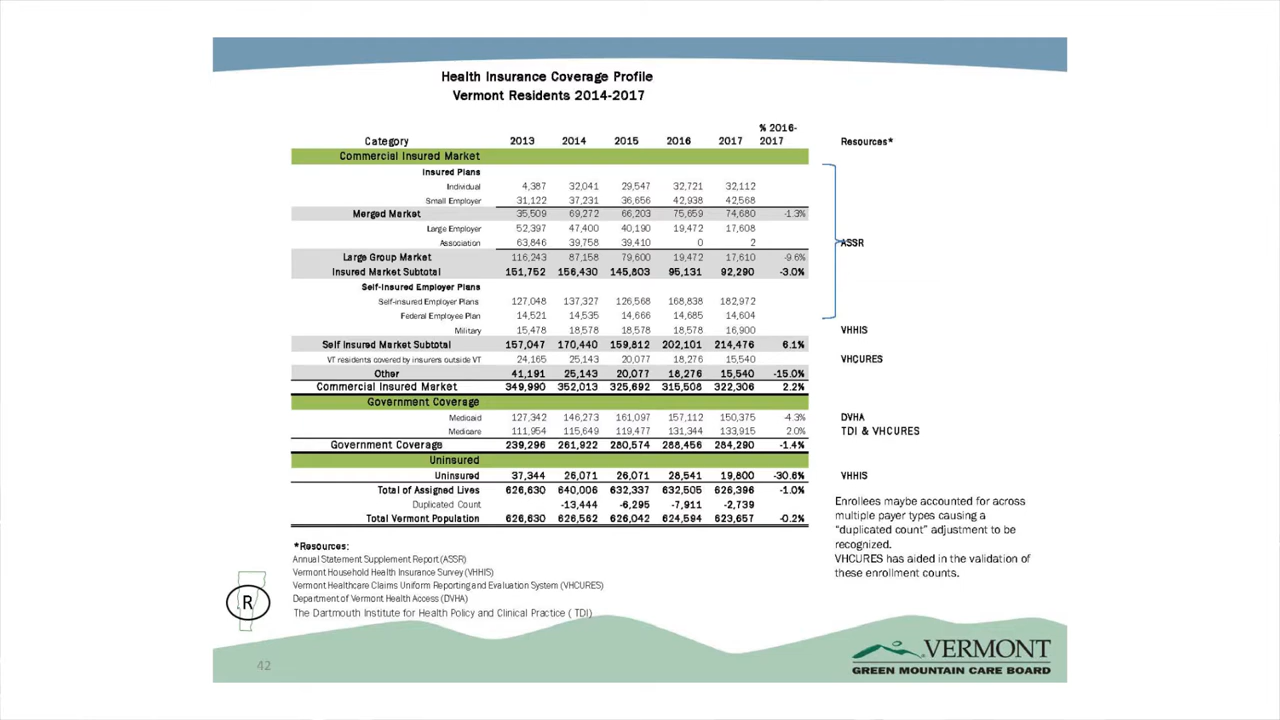 Health Insurance Coverage Profile
Vermont Residents 2014-2017
% 2016-
Category 2013 2014 2015 2016 2017 2017 Resources*
Commercial Insured Market
Insured Plans
Individual 4,387 32,041 29,547 32,721 32,112
Small Employer 31,122 37,231 36,656 42,938 42,568
Merged Market 35,509 69,272 66,203 75,659 74,680 -1.3%
Large Employer 52,397 47,400 40,190 19,472 17,608
Association 63,846 39,758 39,410 0 2 ASSR
Large Group Market 116,243 87,158 79,600 19,472 17,610 -9.6%
Insured Market Subtotal 151,752 156,430 145,803 95,131 92,290 -3.0%
Self-Insured Employer Plans
Self-insured Employer Plans 127,048 137,327 126,568 168,838 182,972
Federal Employee Plan 14,521 14,535 14,666 14,685 14,604
Military 15,478 18,578 18,578 18,578 16,900 VHHIS
Self Insured Market Subtotal 157,047 170,440 159,812 202,101 214,476 6.1%
VT residents covered by insurers outside VT 24,165 25,143 20,077 18,276 15,540 VHCURES
Other 41,191 25,143 20,077 18,276 15,540 -15.0%
Commercial Insured Market 349,990 352,013 325,692 315,508 322,306 2.2%
Government Coverage
Medicaid 127,342 146,273 161,097 157,112 150,375 -4.3% DVHA
Medicare 111,954 115,649 119,477 131,344 133,915 2.0% TDI & VHCURES
Government Coverage 239,296 261,922 280,574 288,456 284,290 -1.4%
Uninsured
Uninsured 37,344 26,071 26,071 28,541 19,800 -30.6% VHHIS
Total of Assigned Lives 626,630 640,006 632,337 632,505 626,396 -1.0%
Duplicated Count -13,444 -6,295 -7,911 -2,739
Total Vermont Population 626,630 626,562 626,042 624,594 623,657 -0.2%
Enrollees maybe accounted for across
multiple payer types causing a
"duplicated count" adjustment to be
recognized.
VHCURES has aided in the validation of
these enrollment counts.
*Resources:
Annual Statement Supplement Report (ASSR)
Vermont Household Health Insurance Survey (VHHIS)
Vermont Healthcare Claims Uniform Reporting and Evaluation System (VHCURES)
Department of Vermont Health Access (DVHA)
The Dartmouth Institute for Health Policy and Clinical Practice ( TDI)
R
42
VERMONT
GREEN MOUNTAIN CARE BOARD